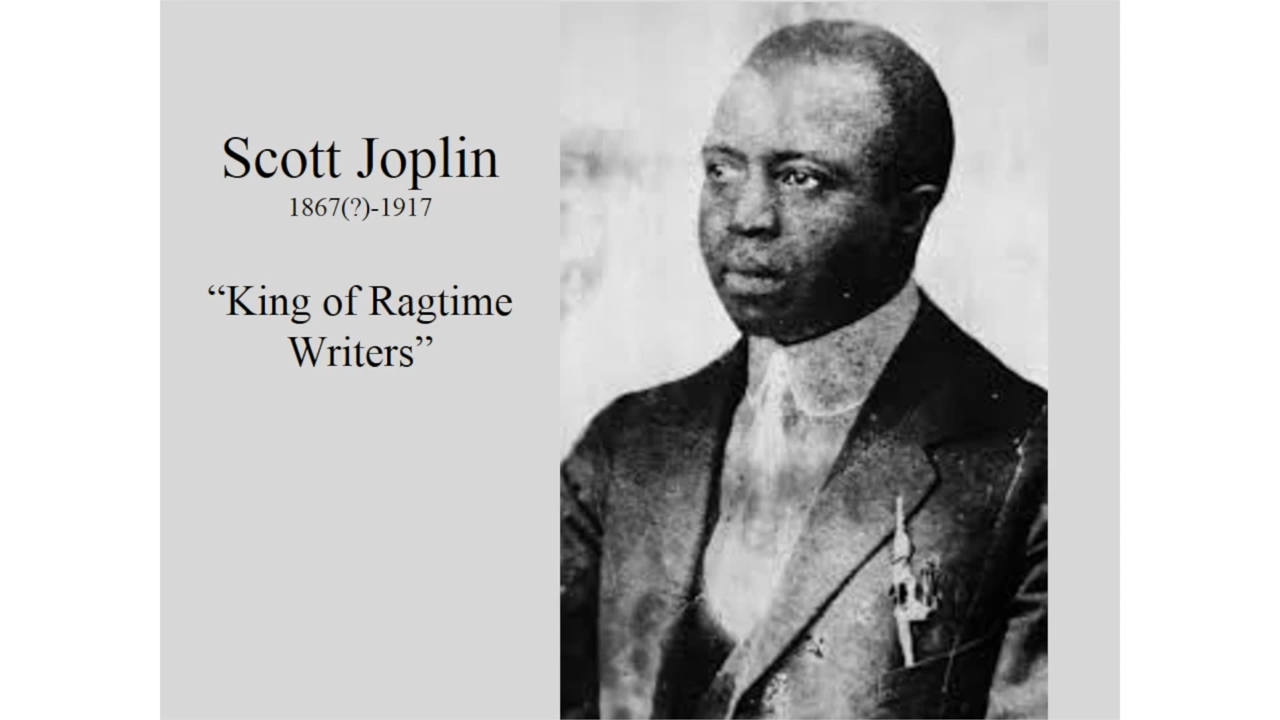 Scott Joplin
1867(?)-1917
“King of Ragtime
Writers”